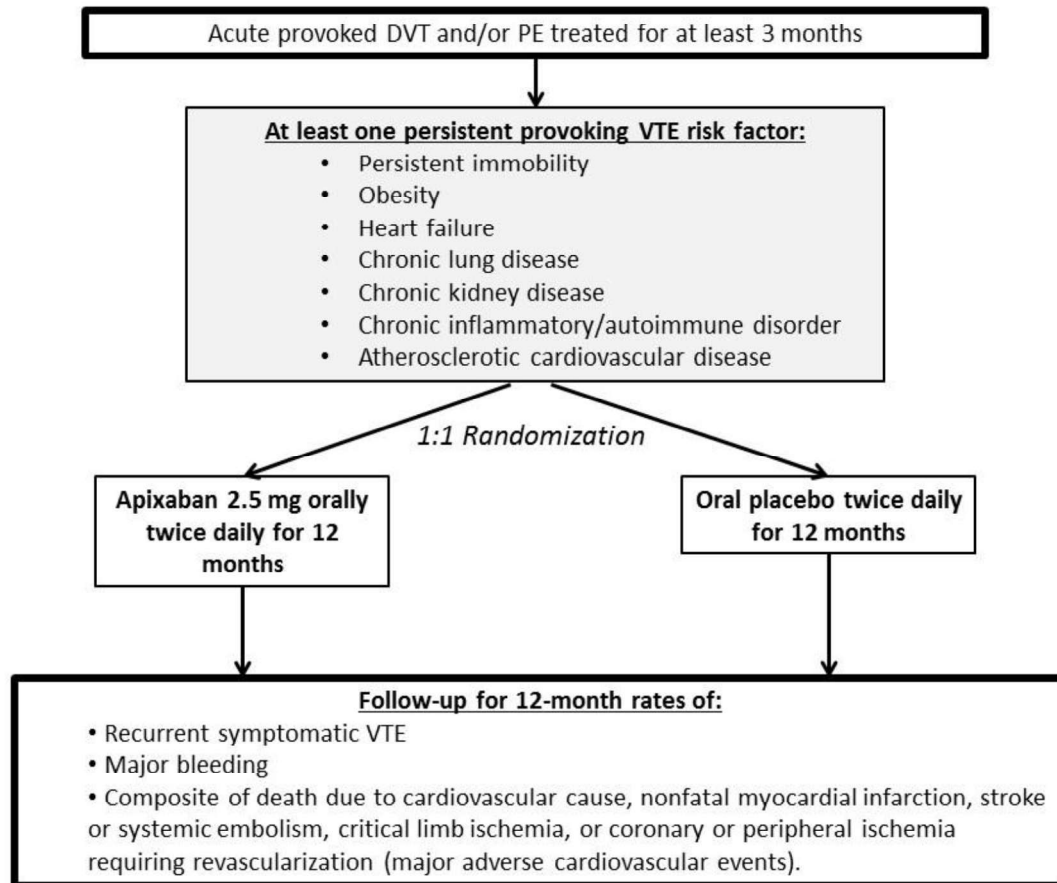 Acute provoked DVT and/or PE treated for at least 3 months
At least one persistent provoking VTE risk factor:
• Persistent immobility
• Obesity
• Heart failure
• Chronic lung disease
• Chronic kidney disease
• Chronic inflammatory/autoimmune disorder
• Atherosclerotic cardiovascular disease
1:1 Randomization
Apixaban 2.5 mg orally
twice daily for 12
months
Oral placebo twice daily
for 12 months
Follow-up for 12-month rates of:
• Recurrent symptomatic VTE
• Major bleeding
• Composite of death due to cardiovascular cause, nonfatal myocardial infarction, stroke
or systemic embolism, critical limb ischemia, or coronary or peripheral ischemia
requiring revascularization (major adverse cardiovascular events).